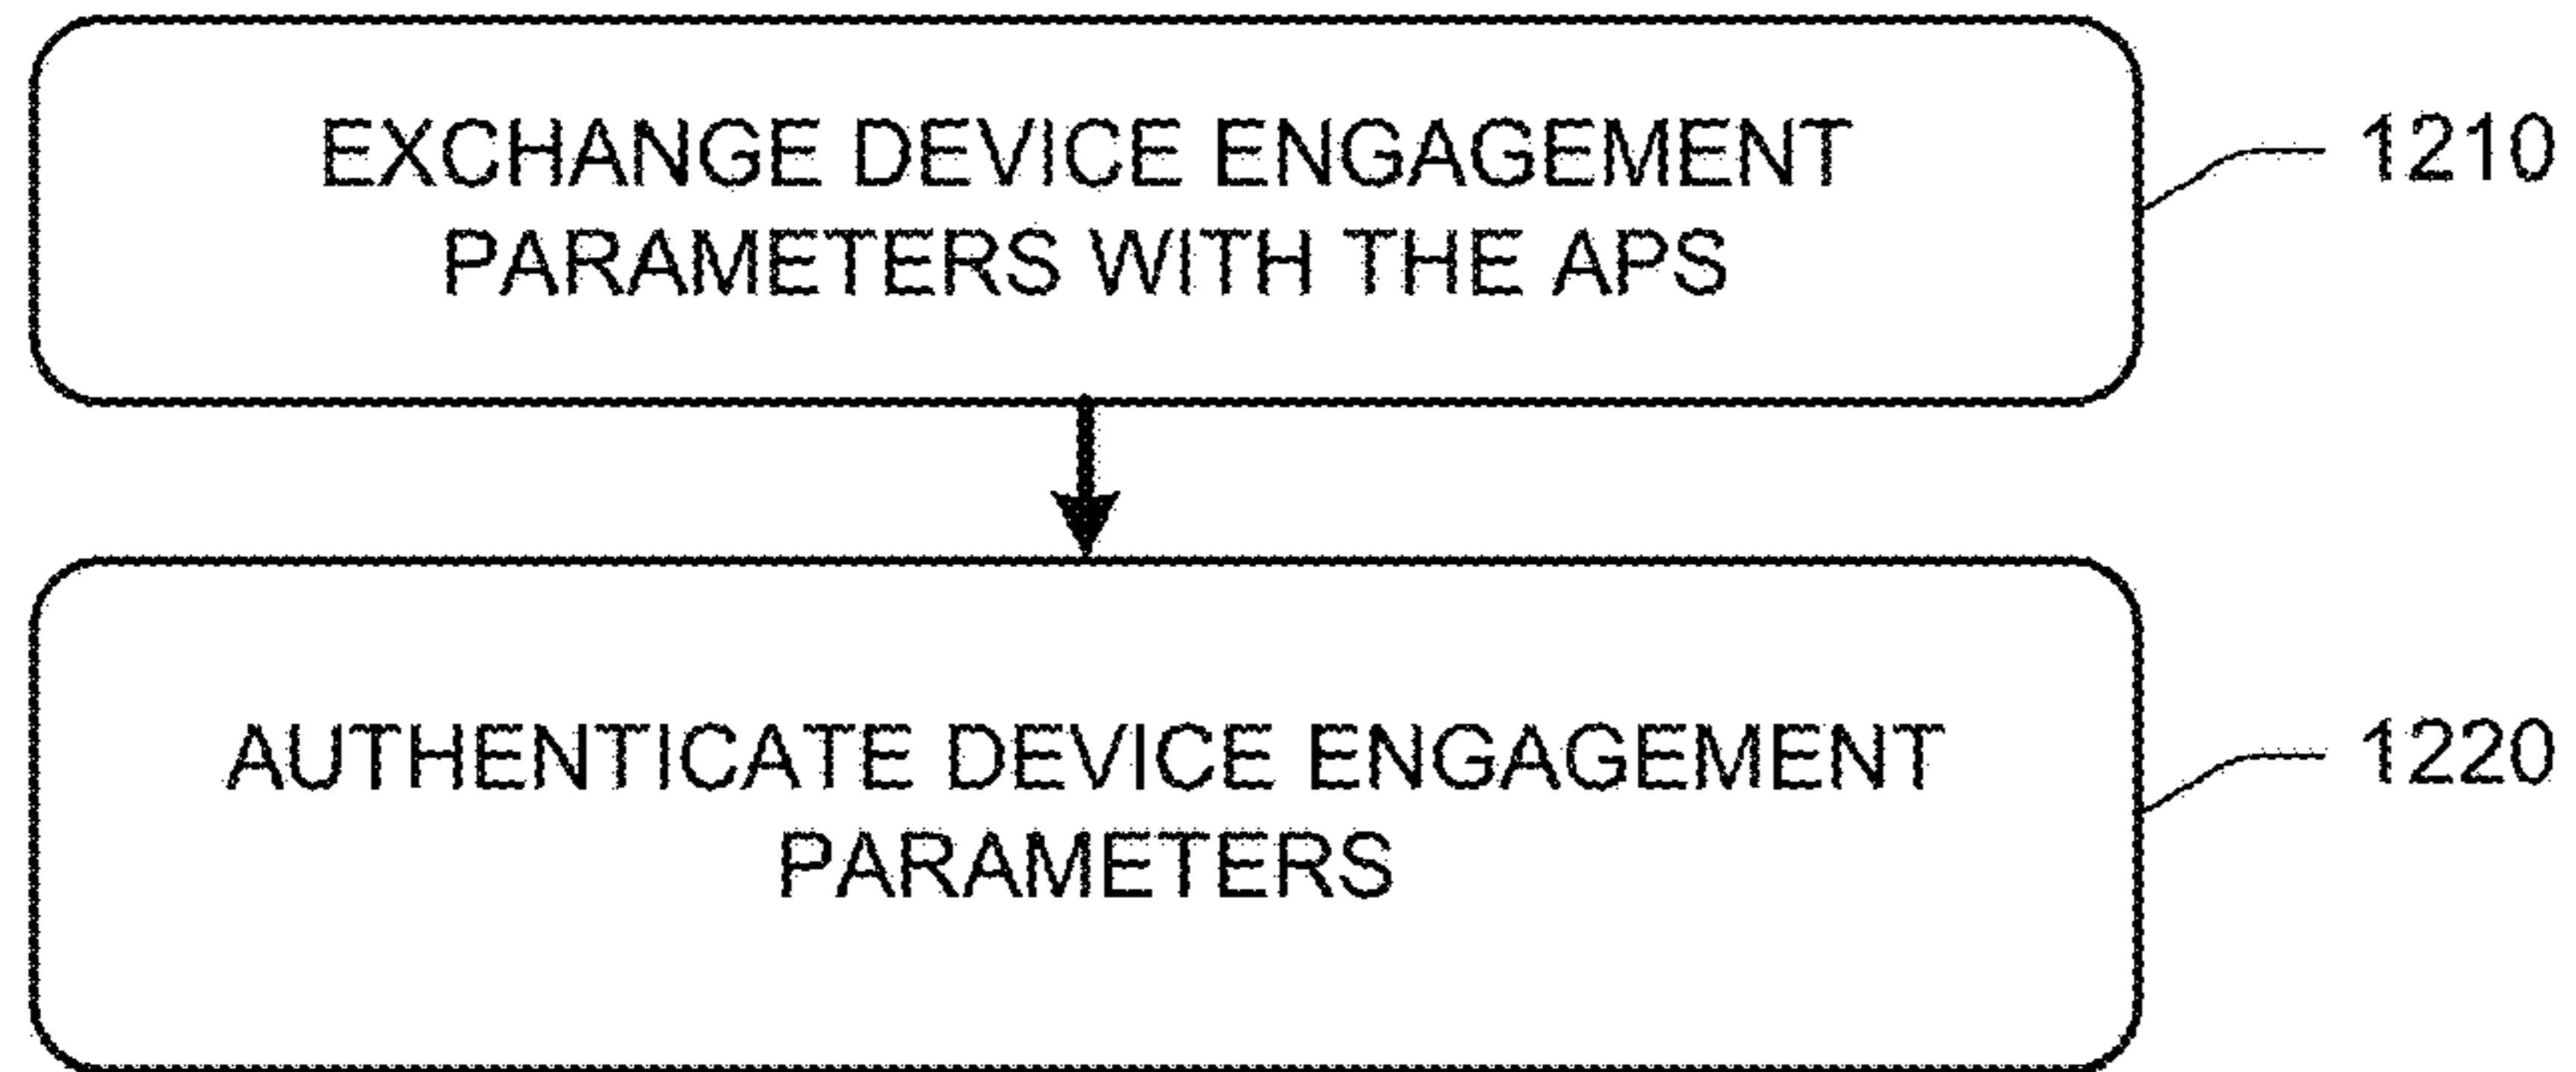 EXCHANGE DEVICE ENGAGEMENT
PARAMETERS WITH THE APS
1210
AUTHENTICATE DEVICE ENGAGEMENT
PARAMETERS
1220